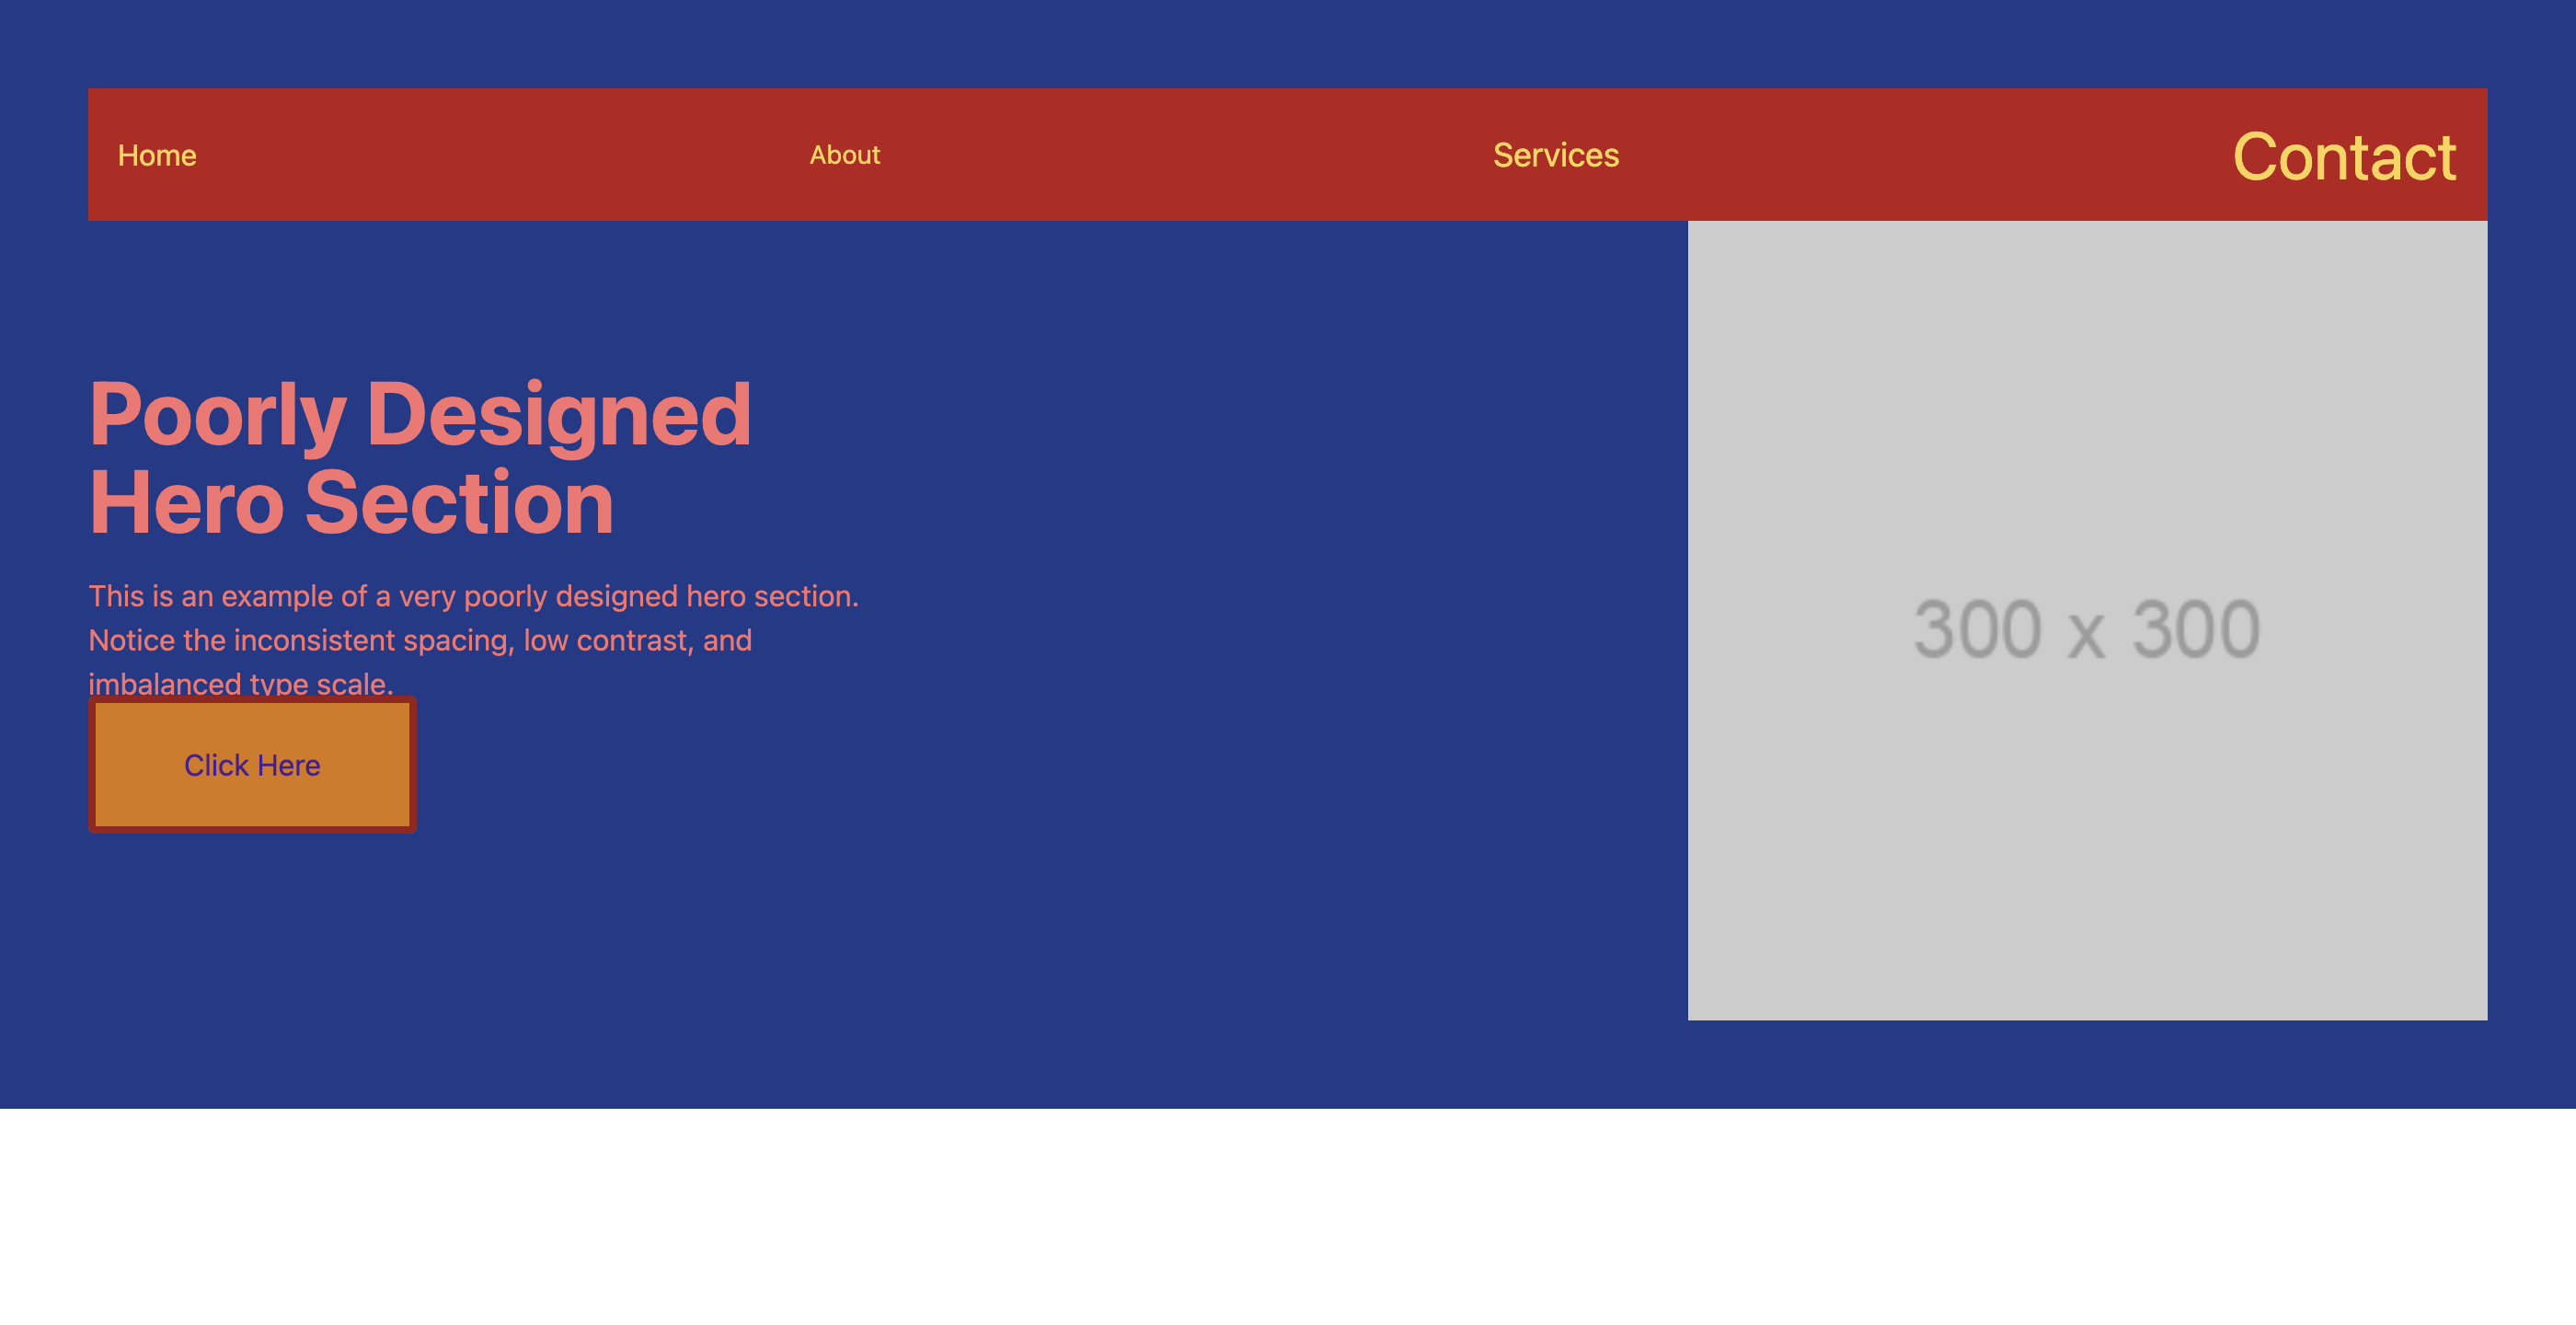 Home About Services Contact
Poorly Designed
Hero Section
This is an example of a very poorly designed hero section.
Notice the inconsistent spacing, low contrast, and
imbalanced type scale.
Click Here
300 x 300